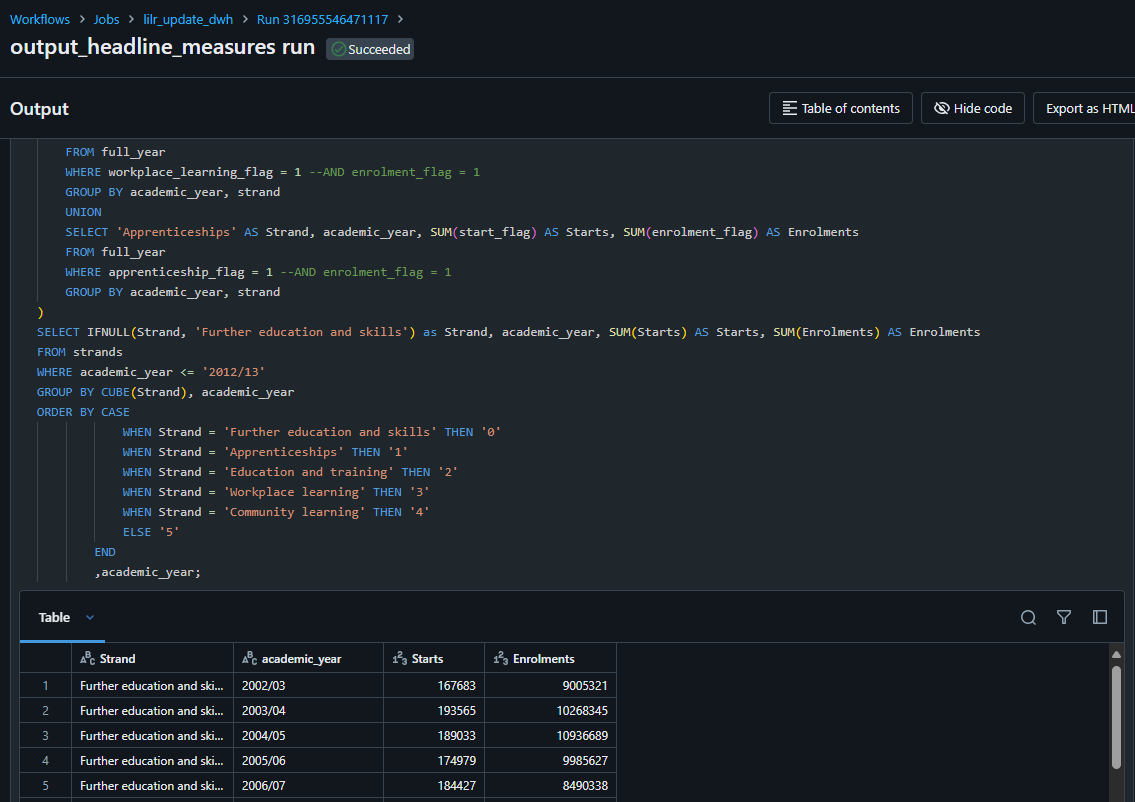 Workflows > Jobs > lilr_update_dwh > Run 316955546471117 >
output_headline_measures run Succeeded
Output Table of contents Hide code Export as HTML
FROM full_year
WHERE workplace_learning_flag = 1 --AND enrolment_flag = 1
GROUP BY academic_year, strand
UNION
SELECT 'Apprenticeships' AS Strand, academic_year, SUM(start_flag) AS Starts, SUM(enrolment_flag) AS Enrolments
FROM full_year
WHERE apprenticeship_flag = 1 --AND enrolment_flag = 1
GROUP BY academic_year, strand
)
SELECT IFNULL(Strand, 'Further education and skills') as Strand, academic_year, SUM(Starts) AS Starts, SUM(Enrolments) AS Enrolments
FROM strands
WHERE academic_year <= '2012/13'
GROUP BY CUBE(Strand), academic_year
ORDER BY CASE
WHEN Strand = 'Further education and skills' THEN '0'
WHEN Strand = 'Apprenticeships' THEN '1'
WHEN Strand = 'Education and training' THEN '2'
WHEN Strand = 'Workplace learning' THEN '3'
WHEN Strand = 'Community learning' THEN '4'
ELSE '5'
END
,academic_year;
Table
ABC Strand ABC academic_year 123 Starts 123 Enrolments
1 Further education and ski... 2002/03 167683 9005321
2 Further education and ski... 2003/04 193565 10268345
3 Further education and ski... 2004/05 189033 10936689
4 Further education and ski... 2005/06 174979 9985627
5 Further education and ski... 2006/07 184427 8490338